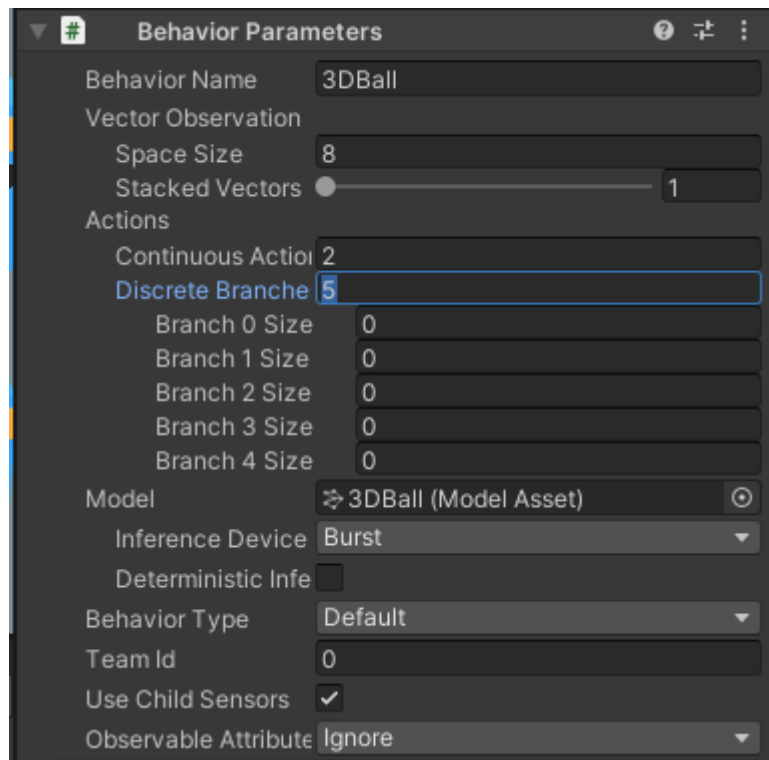 # Behavior Parameters
Behavior Name 3DBall
Vector Observation
Space Size 8
Stacked Vectors 1
Actions
Continuous Actio 2
Discrete Branche 5
Branch 0 Size 0
Branch 1 Size 0
Branch 2 Size 0
Branch 3 Size 0
Branch 4 Size 0
Model 3DBall (Model Asset)
Inference Device Burst
Deterministic Infe
Behavior Type Default
Team Id 0
Use Child Sensors
Observable Attribute Ignore